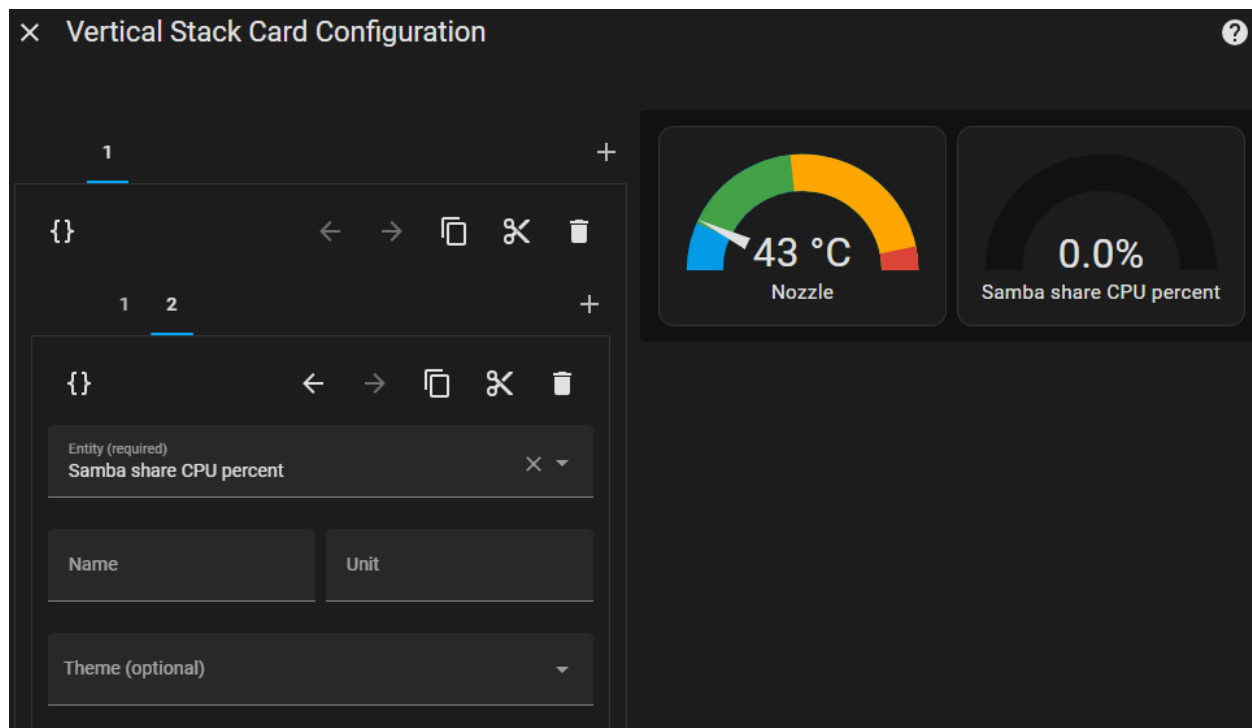 Vertical Stack Card Configuration
1
{}
1 2
{}
Entity (required)
Samba share CPU percent
Name Unit
Theme (optional)
43 °C
Nozzle
0.0%
Samba share CPU percent